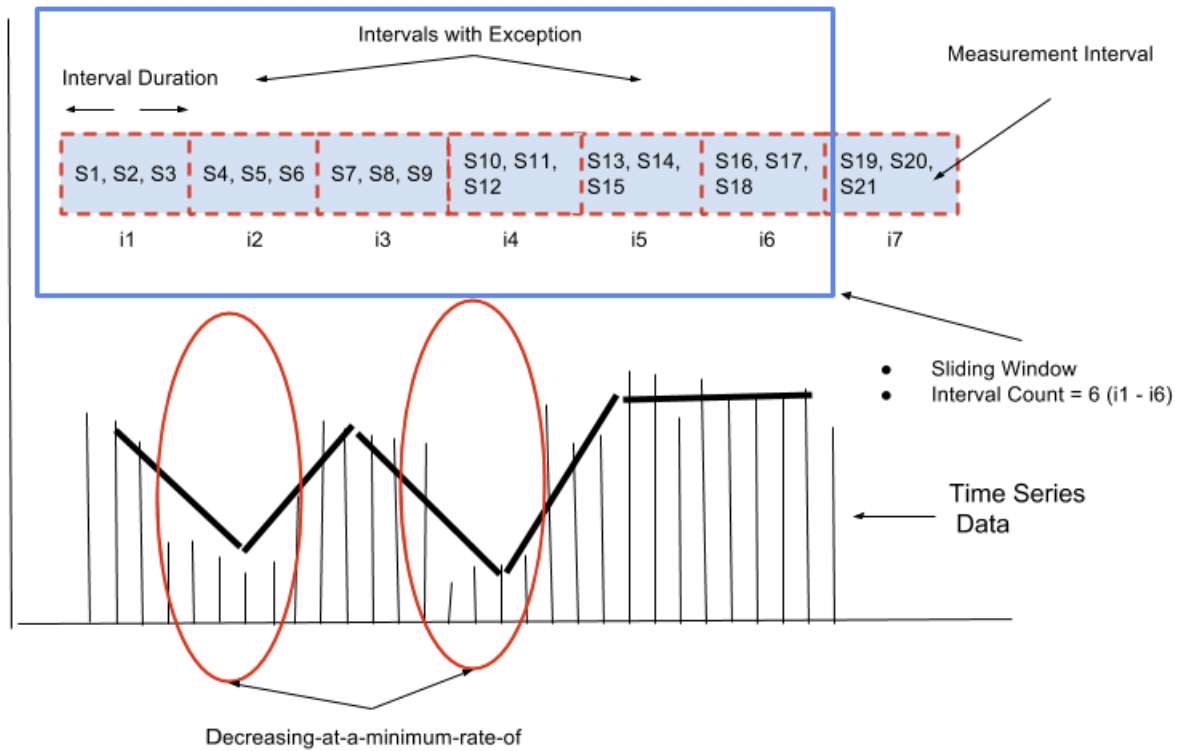 Intervals with Exception
Measurement Interval
Interval Duration
S1, S2, S3
S4, S5, S6
S7, S8, S9
S10, S11,
S12
S13, S14,
S15
S16, S17,
S18
S19, S20,
S21
i1
i2
i3
i4
i5
i6
i7
● Sliding Window
● Interval Count = 6 (i1 - i6)
Time Series
Data
Decreasing-at-a-minimum-rate-of